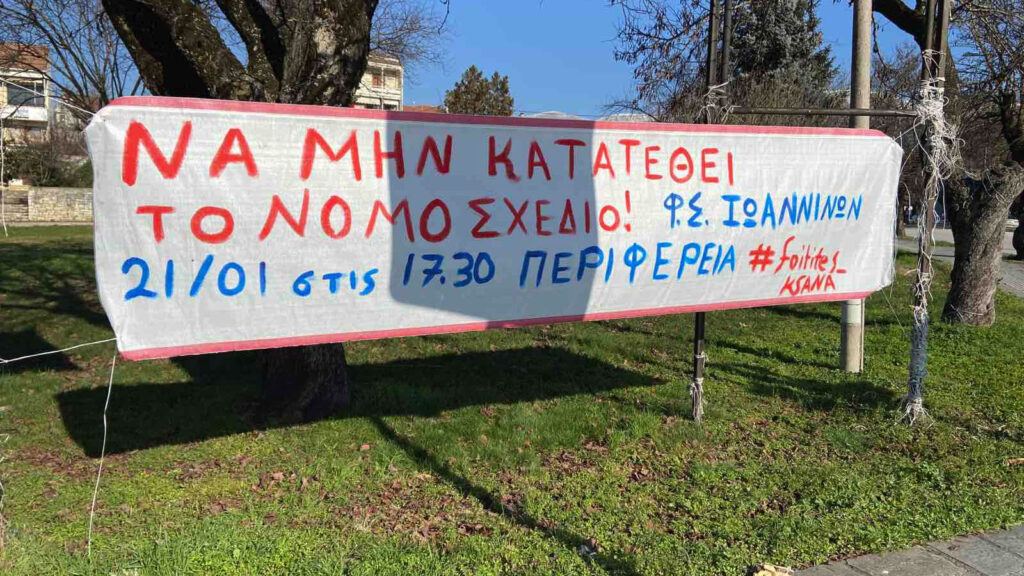 ΝΑ ΜΗΝ ΚΑΤΑΤΕΘΕΙ
ΤΟ ΝΟΜΟΣΧΕΔΙΟ! Φ.Σ. ΙΩΑΝΝΙΝΩΝ
21/01 στις 17.30 ΠΕΡΙΦΕΡΕΙΑ #foitites_
KSANA